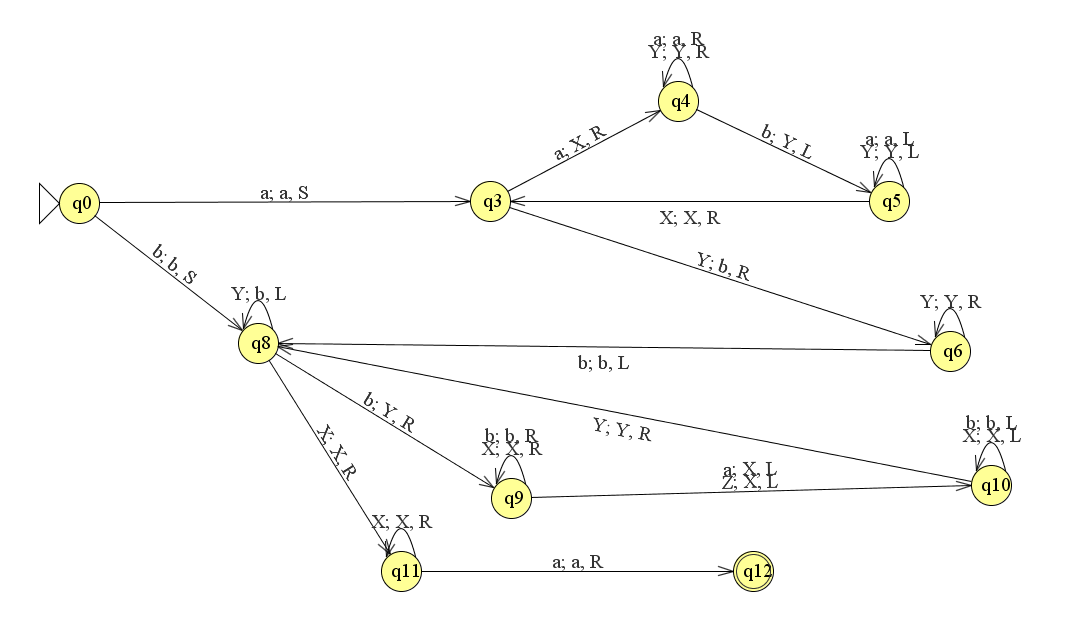 a; a, R
Y; Y, R
q4
a; X, R
b; Y, L
a; a, L
Y; Y, L
q0
a; a, S
q3
q5
X; X, R
b; b, S
Y; b, R
Y; b, L
Y; Y, R
q8
q6
b; b, L
b; Y, R
Y; Y, R
X; X, R
b; b, R
X; X, R
b; b, L
X; X, L
a; X, L
Z; X, L
q9
q10
X; X, R
q11
a; a, R
q12